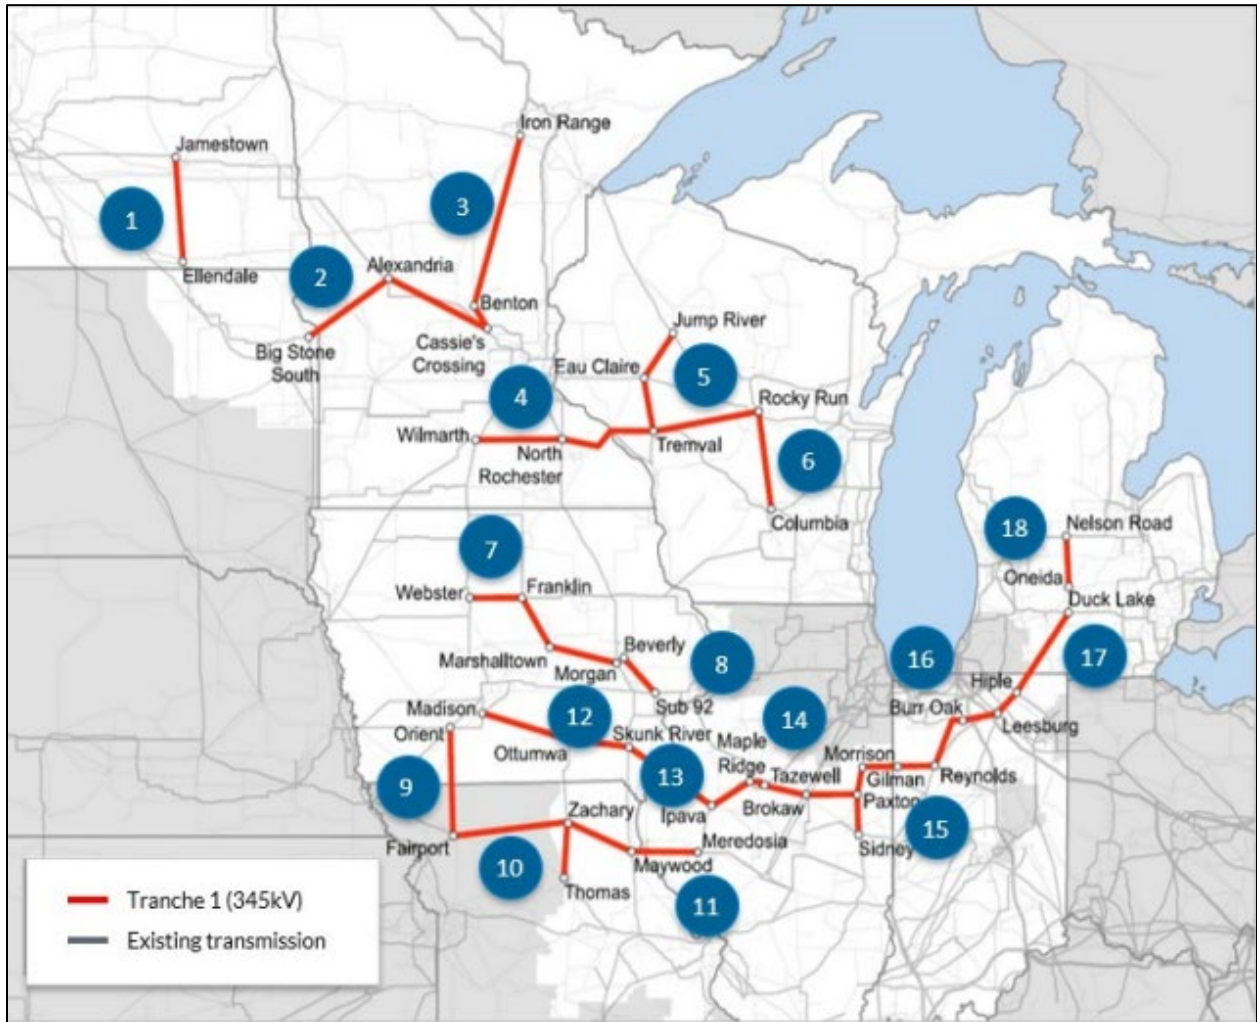 Iron Range
Jamestown
3
1
Alexandria
2
Ellendale
Benton
Jump River
Cassie's
Crossing
Big Stone
South
Eau Claire
5
4
Rocky Run
Wilmarth
North
Rochester
Tremval
6
Columbia
18
Nelson Road
7
Oneida
Webster
Franklin
Duck Lake
Beverly
Marshalltown
Morgan
8
16
17
Hiple
Madison
Sub 92
Burr Oak
12
14
Leesburg
Orient
Skunk River
Ottumwa
Maple
Ridge
Morrison
13
Tazewell
Gilman
Reynolds
9
Ipava
Brokaw
Paxton
Zachary
15
Fairport
Meredosia
Sidney
10
Maywood
Thomas
11
Tranche 1 (345kV)
Existing transmission